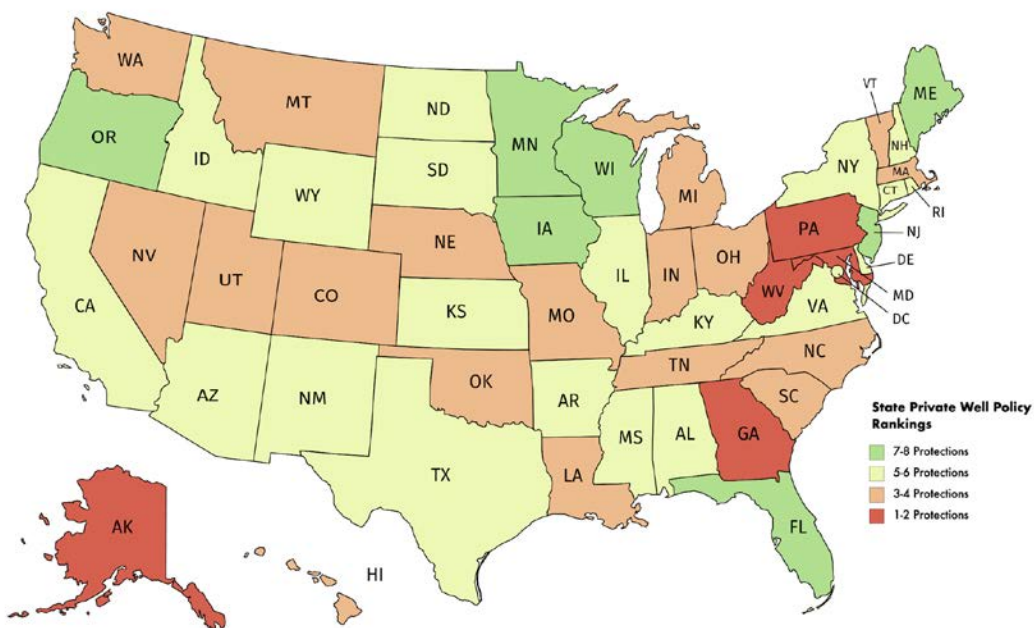 WA
MT
ND
MN
VT
ME
OR
ID
SD
WI
NY
NH
WY
MI
MA
CT
RI
NE
IA
PA
NJ
NV
UT
CO
IL
IN
OH
DE
CA
KS
MO
WV
MD
KY
VA
DC
AZ
NM
OK
AR
TN
NC
SC
MS
AL
GA
TX
LA
FL
AK
HI
State Private Well Policy
Rankings
7-8 Protections
5-6 Protections
3-4 Protections
1-2 Protections